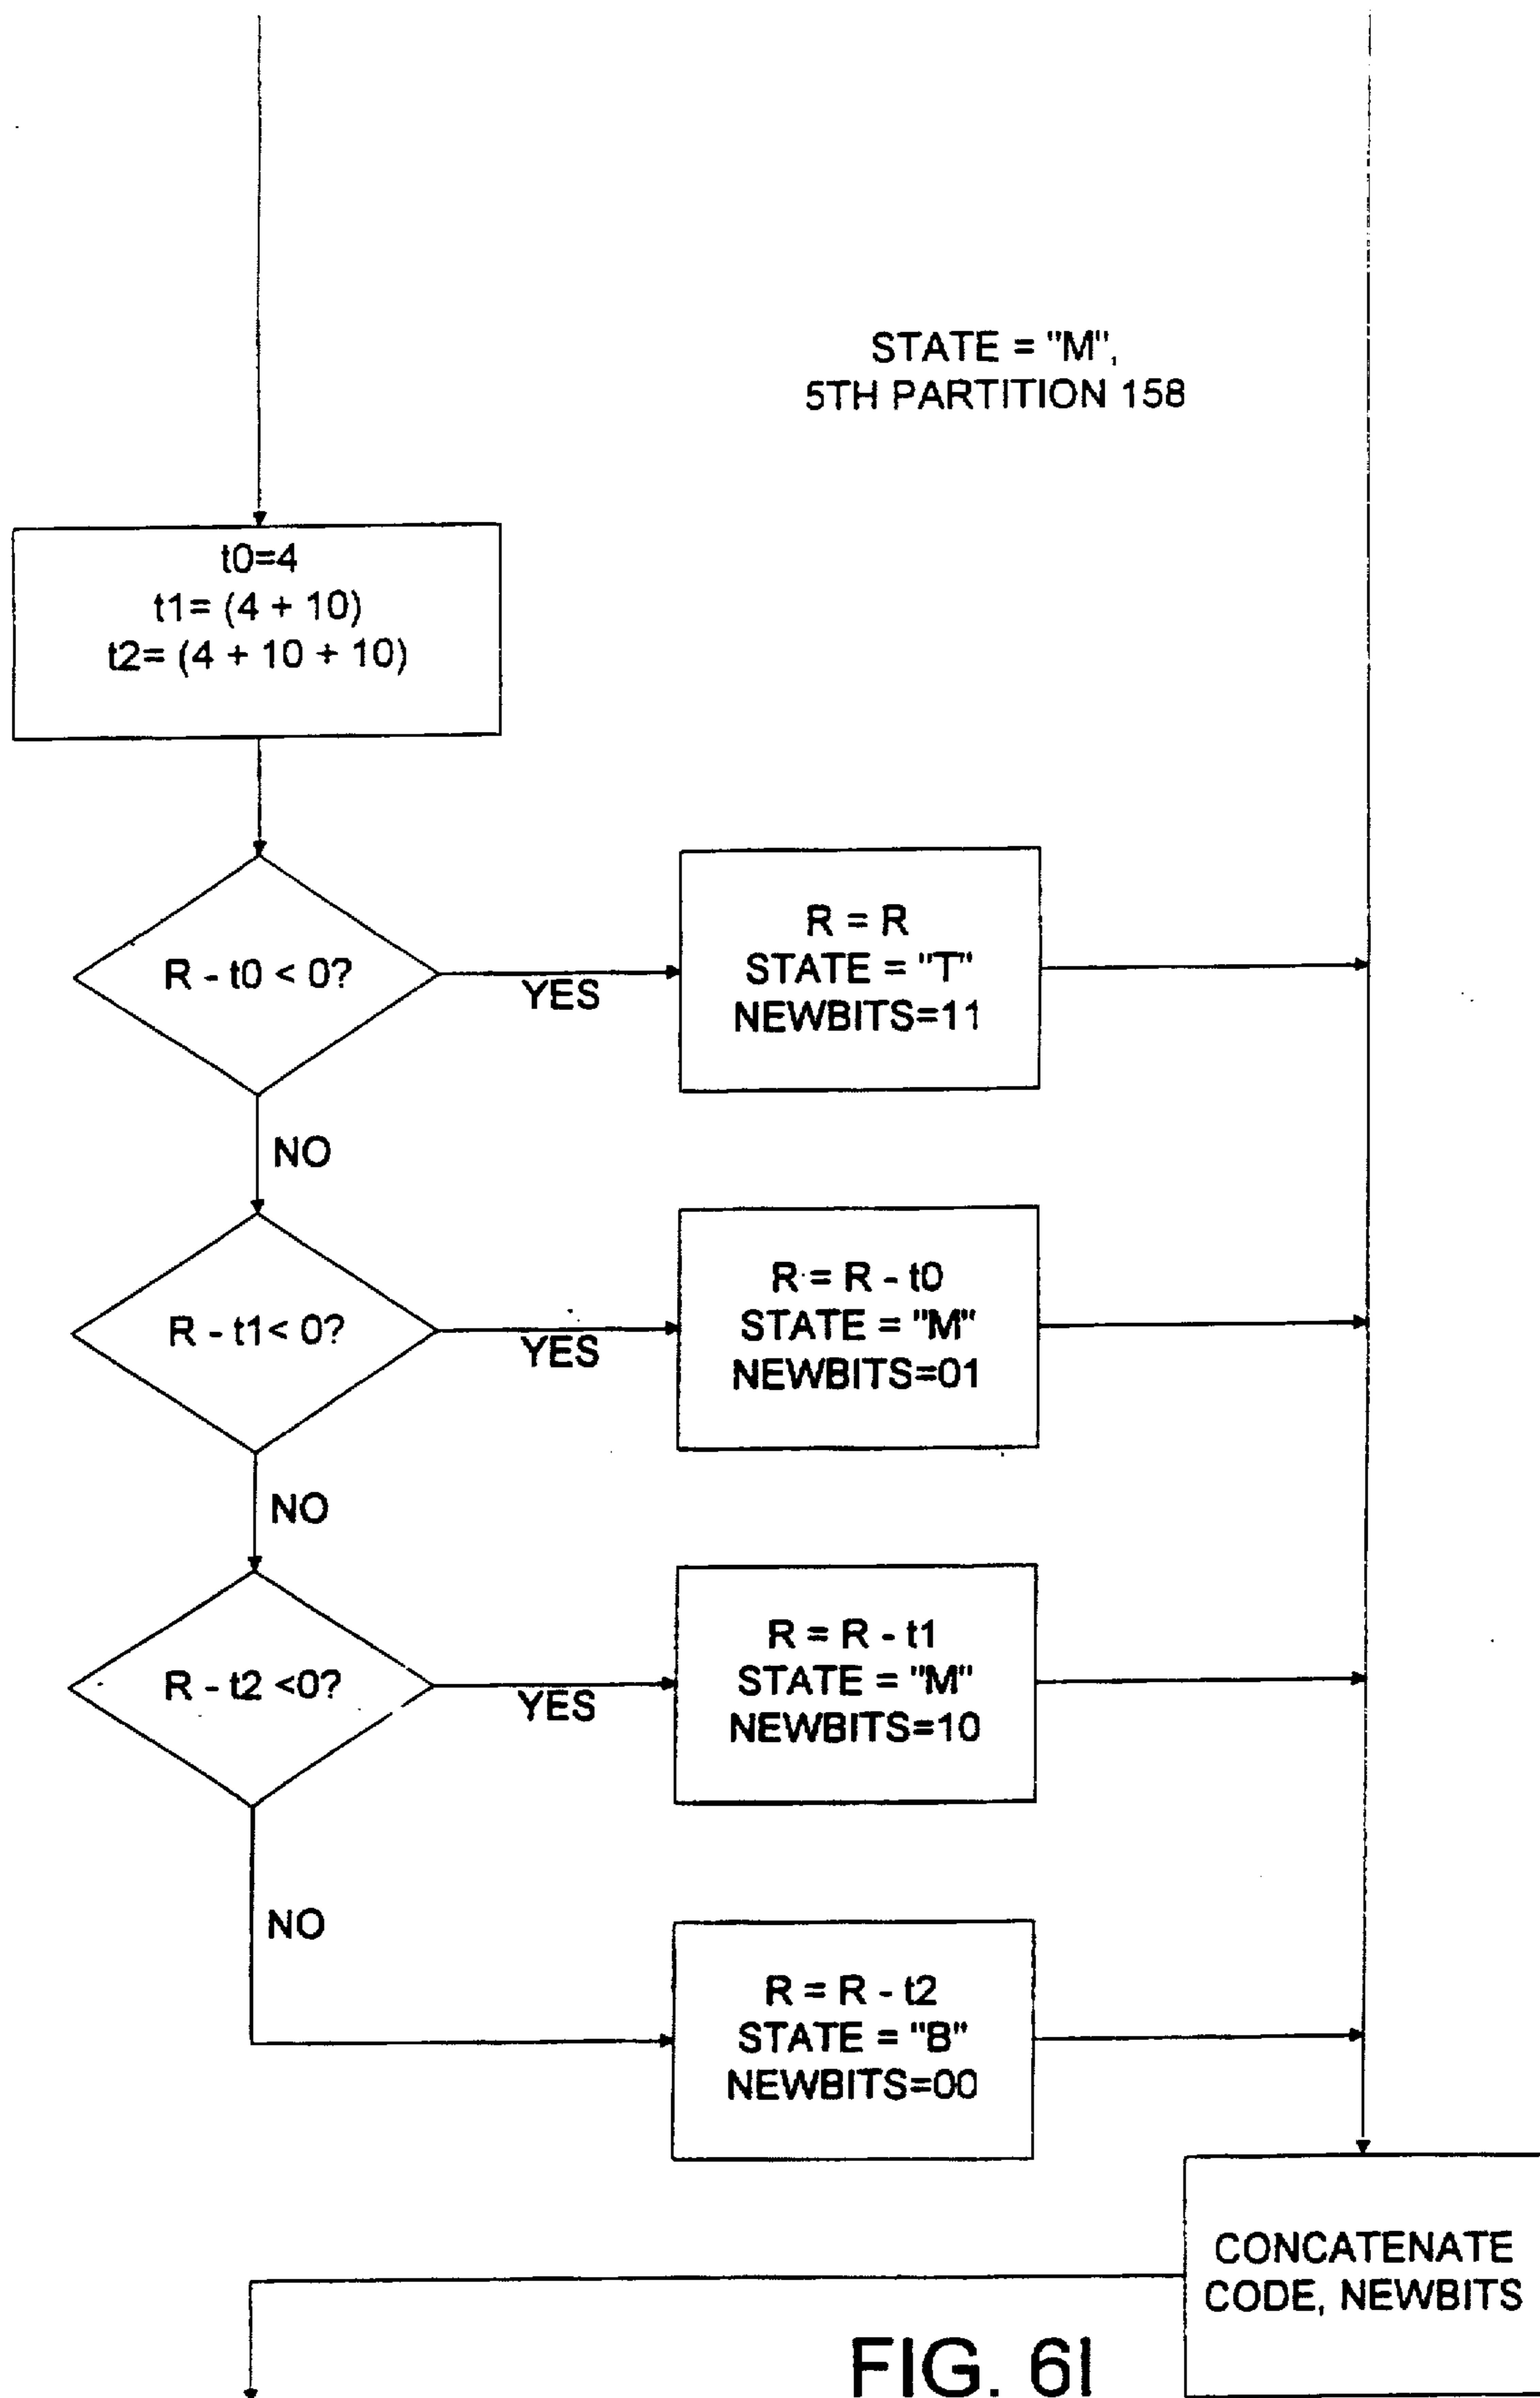 STATE = "M",
5TH PARTITION 158
t0=4
t1= (4 + 10)
t2= (4 + 10 + 10)
R - t0 < 0?
YES
R = R
STATE = "T"
NEWBITS=11
NO
R - t1< 0?
YES
R = R - t0
STATE = "M"
NEWBITS=01
NO
R - t2 <0?
YES
R = R - t1
STATE = "M"
NEWBITS=10
NO
R = R - t2
STATE = "B"
NEWBITS=00
CONCATENATE
CODE, NEWBITS
FIG. 6I